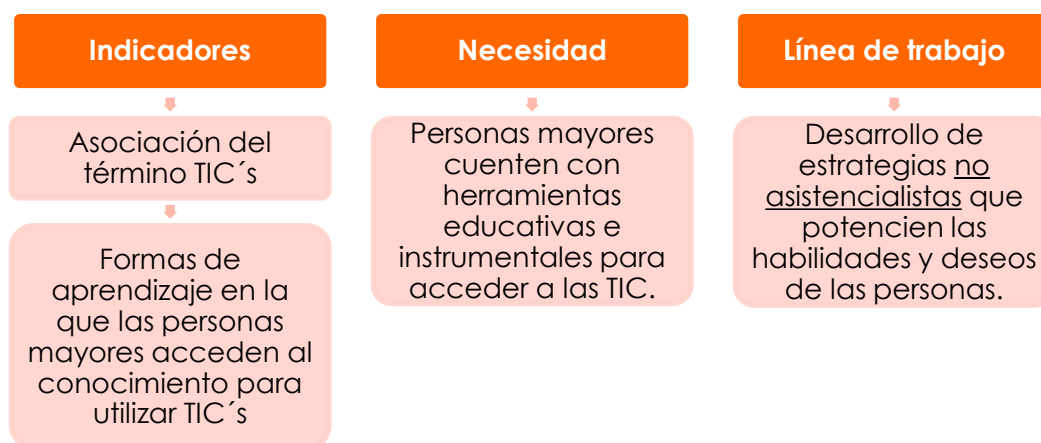 Indicadores
Asociación del
término TIC´s
Formas de
aprendizaje en la
que las personas
mayores acceden al
conocimiento para
utilizar TIC´s
Necesidad
Personas mayores
cuenten con
herramientas
educativas e
instrumentales para
acceder a las TIC.
Línea de trabajo
Desarrollo de
estrategias no
asistencialistas que
potencien las
habilidades y deseos
de las personas.